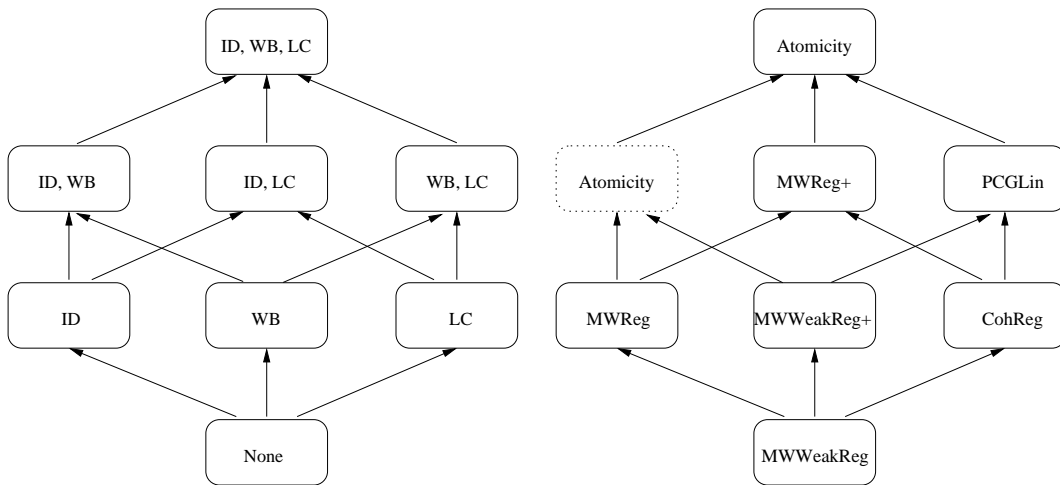 ID, WB, LC
Atomicity
ID, WB
ID, LC
WB, LC
Atomicity
MWReg+
PCGLin
ID
WB
LC
MWReg
MWWeakReg+
CohReg
None
MWWeakReg